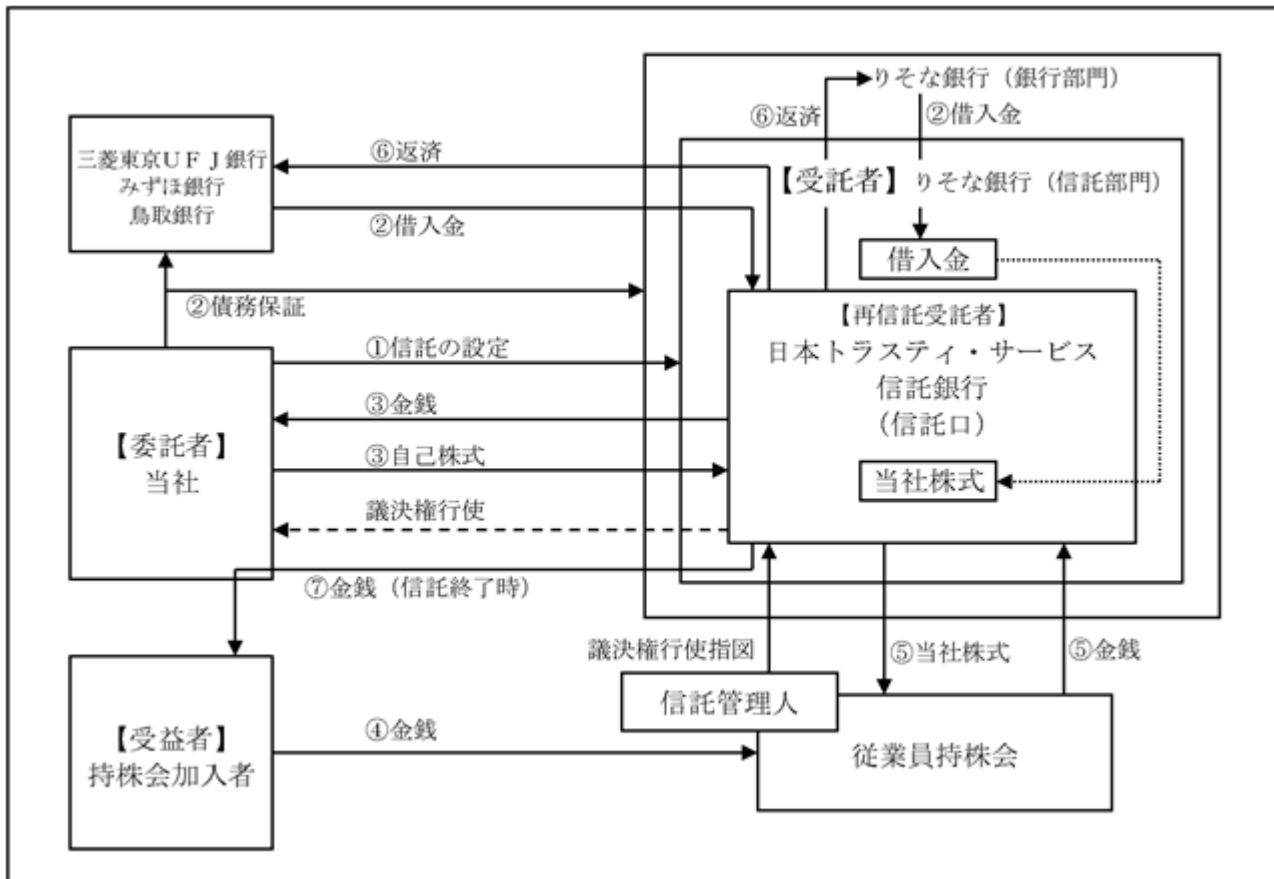 りそな銀行（銀行部門）
⑥返済
②借入金
三菱東京ＵＦＪ銀行
みずほ銀行
鳥取銀行
⑥返済
②借入金
【受託者】りそな銀行（信託部門）
借入金
②債務保証
【再信託受託者】
日本トラスティ・サービス
信託銀行
（信託口）
当社株式
①信託の設定
③金銭
③自己株式
議決権行使
【委託者】
当社
⑦金銭（信託終了時）
議決権行使指図
⑤当社株式
⑤金銭
信託管理人
従業員持株会
【受益者】
持株会加入者
④金銭